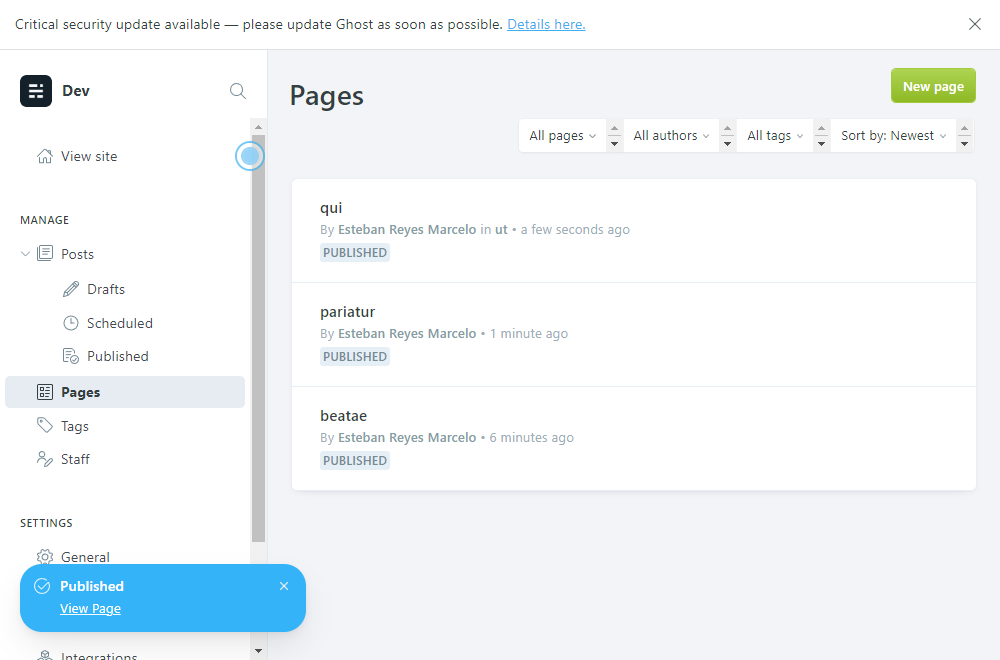 Critical security update available — please update Ghost as soon as possible. Details here.
Dev
View site
MANAGE
Posts
Drafts
Scheduled
Published
Pages
Tags
Staff
SETTINGS
General
Published
View Page
Integrations
Pages
New page
All pages
All authors
All tags
Sort by: Newest
qui
By Esteban Reyes Marcelo in ut • a few seconds ago
PUBLISHED
pariatur
By Esteban Reyes Marcelo • 1 minute ago
PUBLISHED
beatae
By Esteban Reyes Marcelo • 6 minutes ago
PUBLISHED